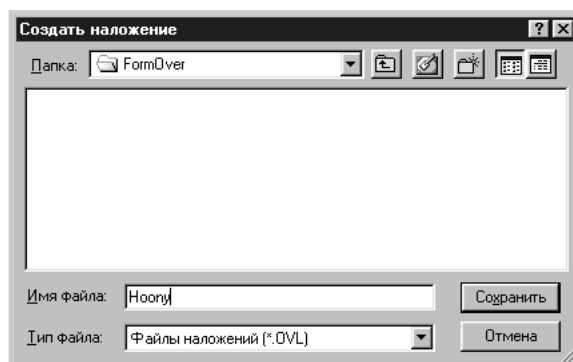 Создать наложение
Папка: FormOver
Имя файла: Hoony
Сохранить
Тип файла: Файлы наложений (*.OVL)
Отмена